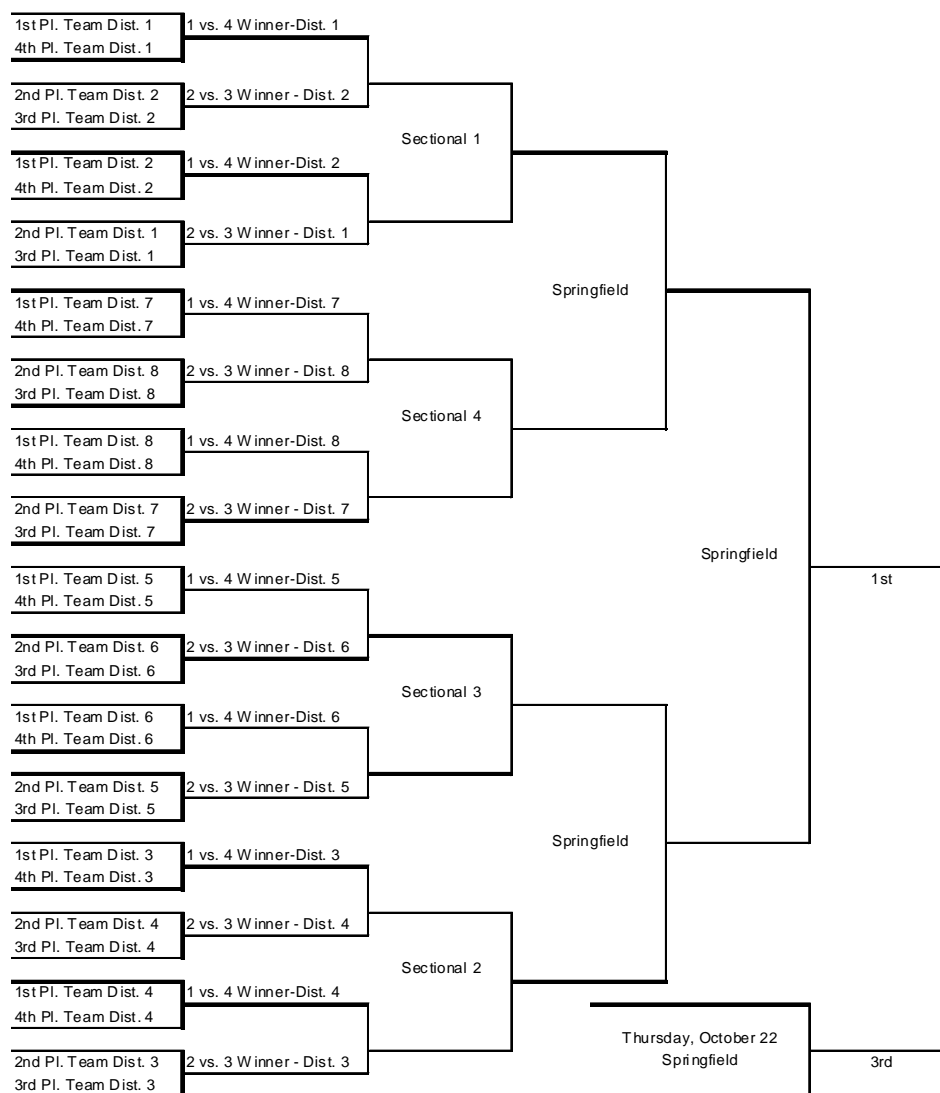 1st Pl. Team Dist. 1
4th Pl. Team Dist. 1
1 vs. 4 Winner-Dist. 1
2nd Pl. Team Dist. 2
3rd Pl. Team Dist. 2
2 vs. 3 Winner - Dist. 2
Sectional 1
1st Pl. Team Dist. 2
4th Pl. Team Dist. 2
1 vs. 4 Winner-Dist. 2
2nd Pl. Team Dist. 1
3rd Pl. Team Dist. 1
2 vs. 3 Winner - Dist. 1
Springfield
1st Pl. Team Dist. 7
4th Pl. Team Dist. 7
1 vs. 4 Winner-Dist. 7
2nd Pl. Team Dist. 8
3rd Pl. Team Dist. 8
2 vs. 3 Winner - Dist. 8
Sectional 4
1st Pl. Team Dist. 8
4th Pl. Team Dist. 8
1 vs. 4 Winner-Dist. 8
2nd Pl. Team Dist. 7
3rd Pl. Team Dist. 7
2 vs. 3 Winner - Dist. 7
Springfield
1st
1st Pl. Team Dist. 5
4th Pl. Team Dist. 5
1 vs. 4 Winner-Dist. 5
2nd Pl. Team Dist. 6
3rd Pl. Team Dist. 6
2 vs. 3 Winner - Dist. 6
Sectional 3
1st Pl. Team Dist. 6
4th Pl. Team Dist. 6
1 vs. 4 Winner-Dist. 6
2nd Pl. Team Dist. 5
3rd Pl. Team Dist. 5
2 vs. 3 Winner - Dist. 5
Springfield
1st Pl. Team Dist. 3
4th Pl. Team Dist. 3
1 vs. 4 Winner-Dist. 3
2nd Pl. Team Dist. 4
3rd Pl. Team Dist. 4
2 vs. 3 Winner - Dist. 4
Sectional 2
1st Pl. Team Dist. 4
4th Pl. Team Dist. 4
1 vs. 4 Winner-Dist. 4
2nd Pl. Team Dist. 3
3rd Pl. Team Dist. 3
2 vs. 3 Winner - Dist. 3
Thursday, October 22
Springfield
3rd